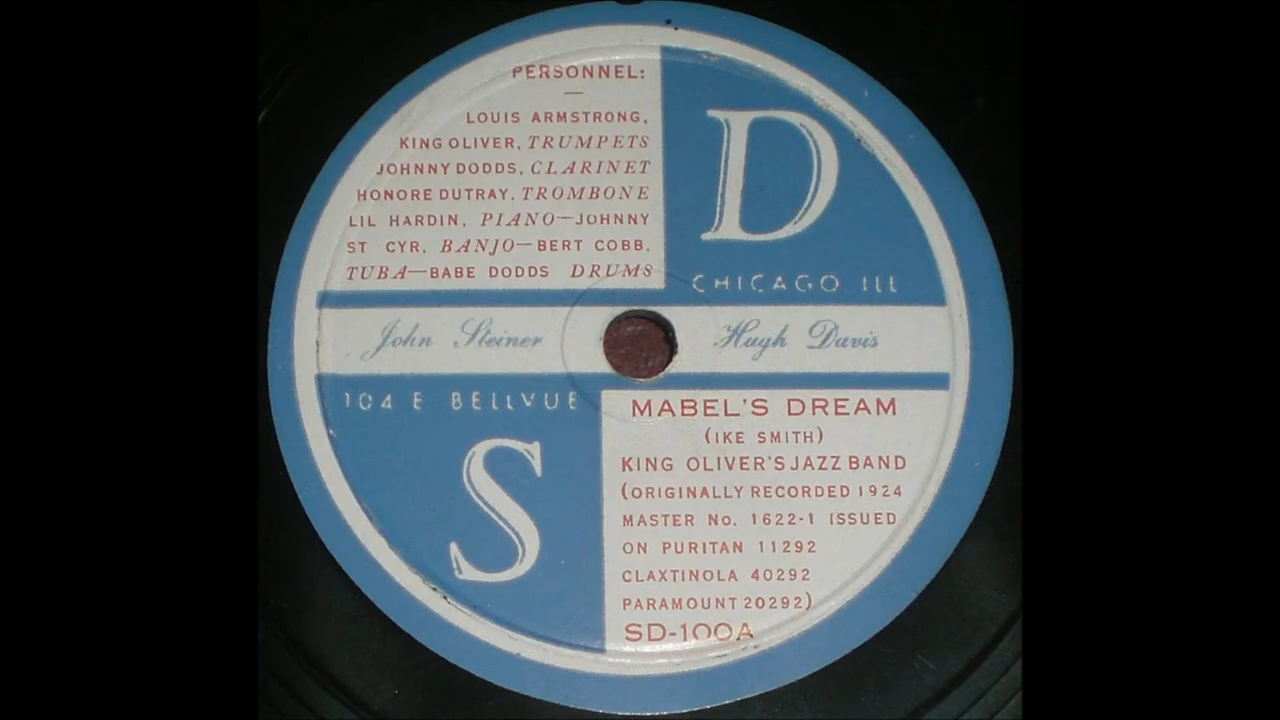 PERSONNEL:
LOUIS ARMSTRONG,
KING OLIVER, TRUMPETS
JOHNNY DODDS, CLARINET
HONORE DUTRAY, TROMBONE
LIL HARDIN, PIANO—JOHNNY
ST CYR, BANJO—BERT COBB,
TUBA—BABE DODDS DRUMS
D
CHICAGO ILL
John Steiner Hugh Davis
104 E BELLVUE
S
MABEL'S DREAM
(IKE SMITH)
KING OLIVER'S JAZZ BAND
(ORIGINALLY RECORDED 1924
MASTER No. 1622-1 ISSUED
ON PURITAN 11292
CLAXTINOLA 40292
PARAMOUNT 20292)
SD-100A